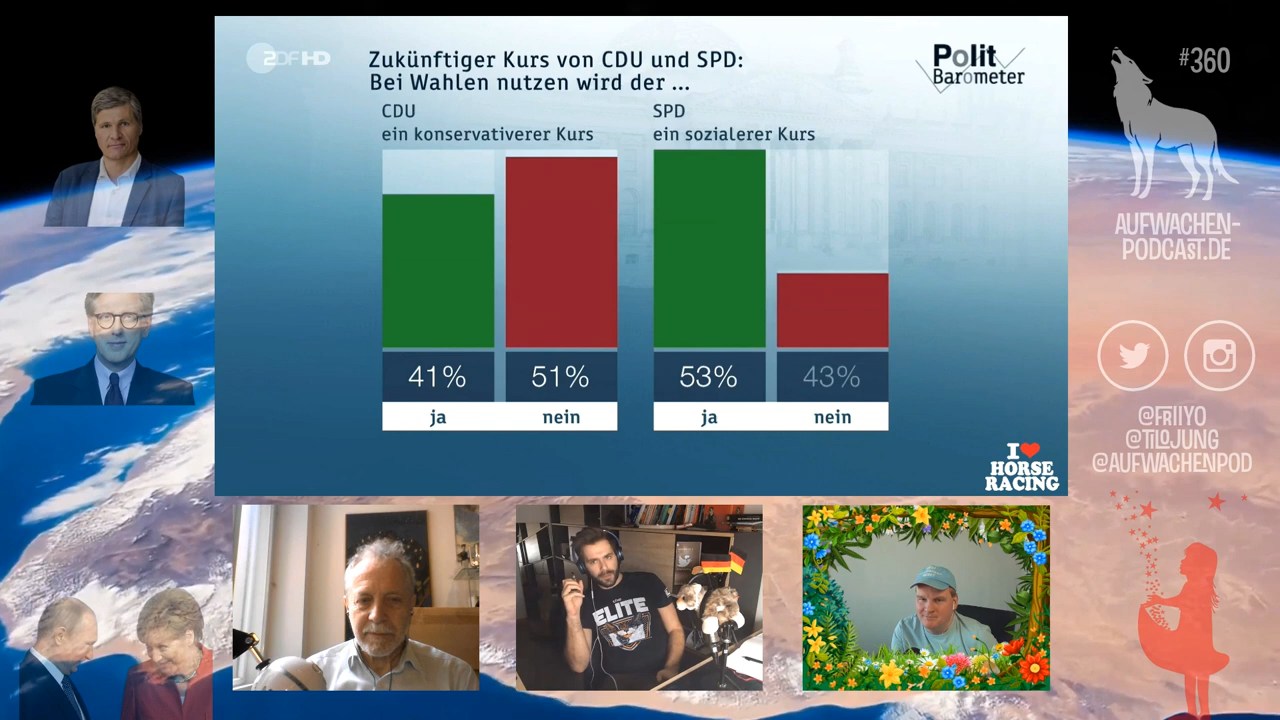 ZDF HD
Zukünftiger Kurs von CDU und SPD:
Bei Wahlen nutzen wird der ...
Polit
Barometer
CDU
ein konservativerer Kurs
SPD
ein sozialerer Kurs
41%
51%
53%
43%
ja
nein
ja
nein
I
HORSE
RACING
#360
AUFWACHEN-
PODCAST.DE
@FRIIYO
@TILOJUNG
@AUFWACHENPOD
ELITE